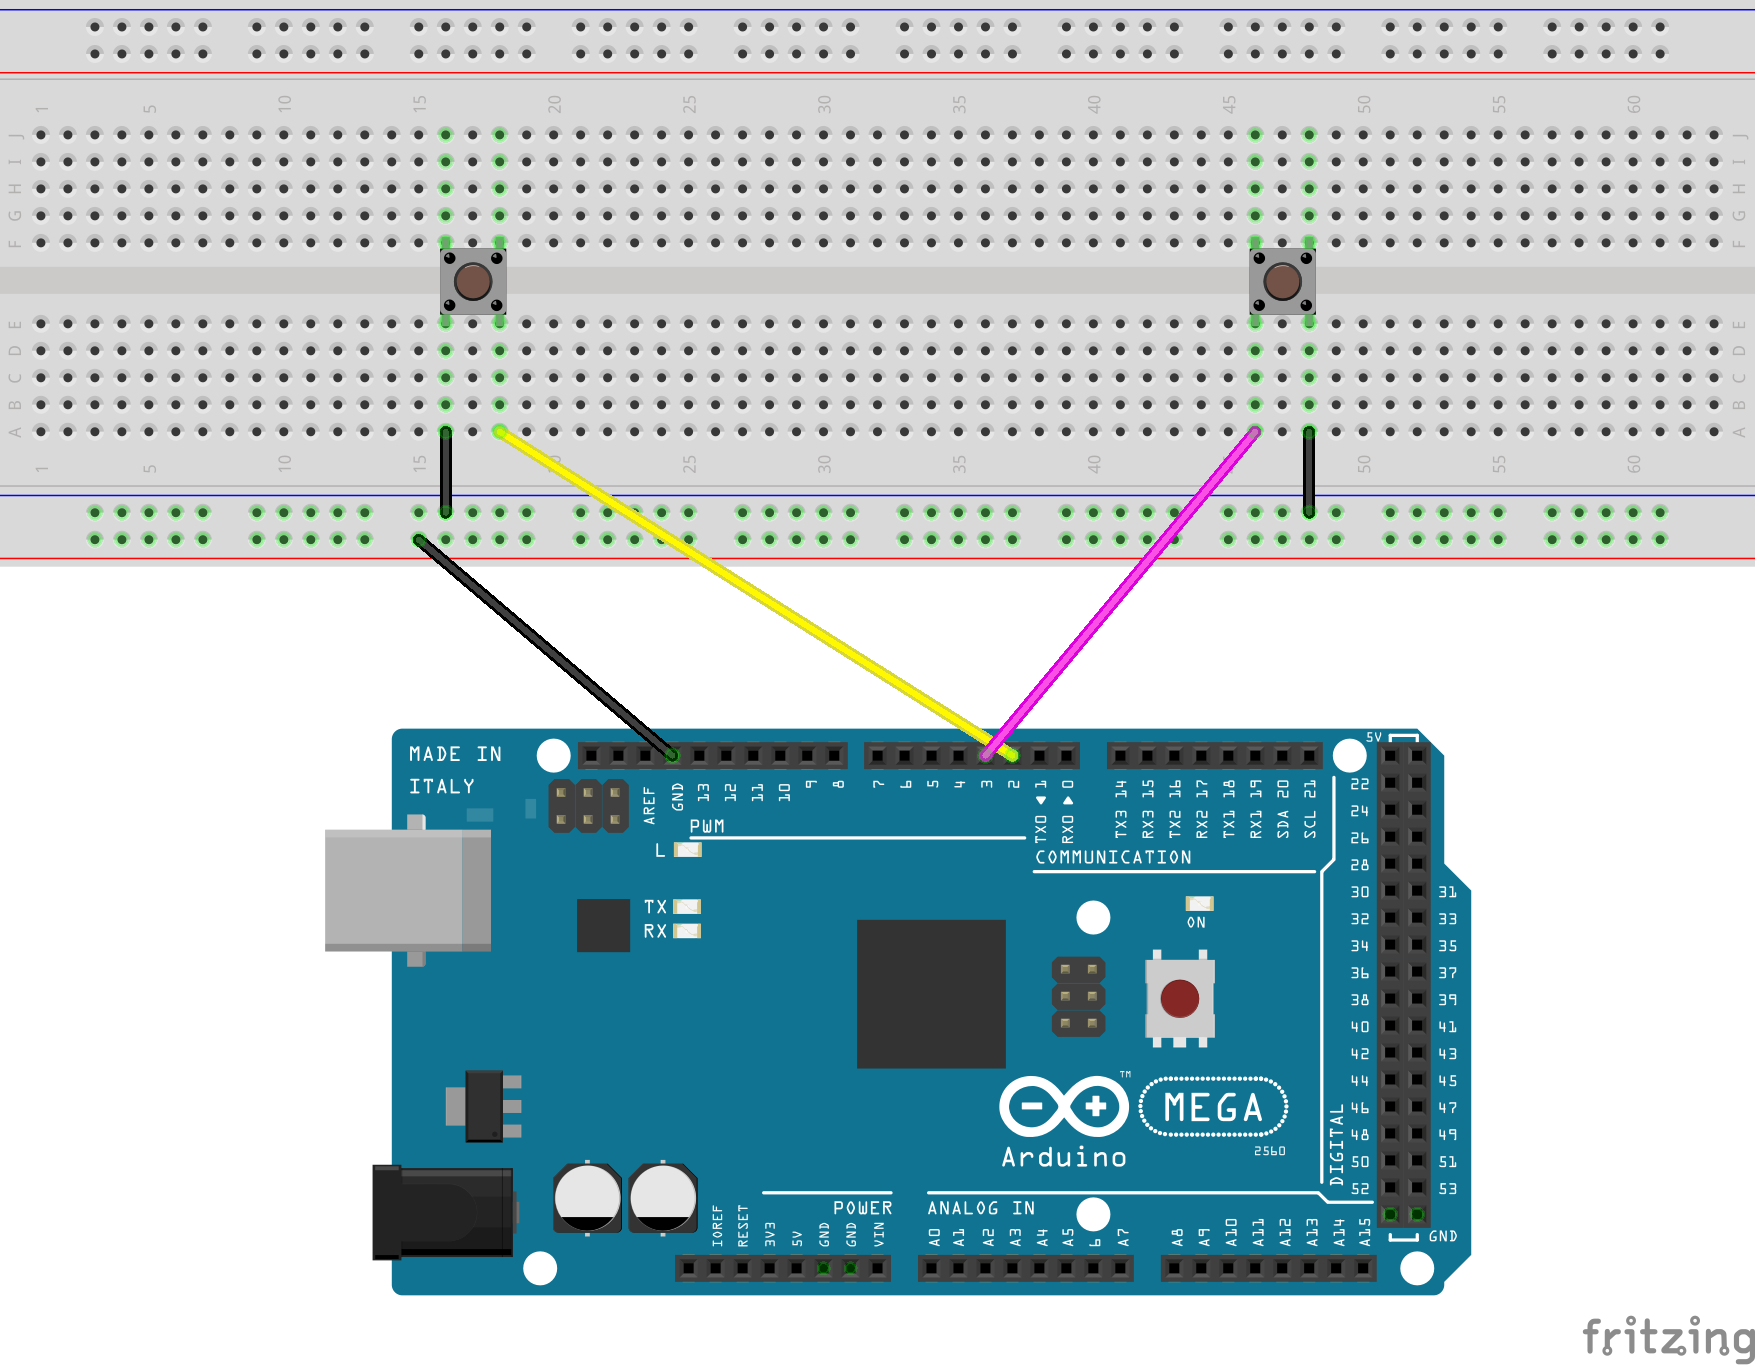 1 5 10 15 20 25 30 35 40 45 50 55 60
J J
I I
H H
G G
F F
E E
D D
C C
B B
A A
1 5 10 15 25 30 35 40 50 55 60
MADE IN
ITALY
AREF GND 13 12 11 10 9 8 7 6 5 4 3 2 TX0 1 RX0 0 TX3 14 RX3 15 TX2 16 RX2 17 TX1 18 RX1 19 SDA 20 SCL 21
5V
PWM
L
COMMUNICATION
TX
RX
ON
22
24
26
28
30 31
32 33
34 35
36 37
38 39
40 41
42 43
44 45
46 47
48 49
50 51
52 53
GND
DIGITAL
TM
MEGA
Arduino
2560
POWER
ANALOG IN
IOREF RESET 3V3 5V GND GND VIN A0 A1 A2 A3 A4 A5 6 A7 A8 A9 A10 A11 A12 A13 A14 A15
fritzing